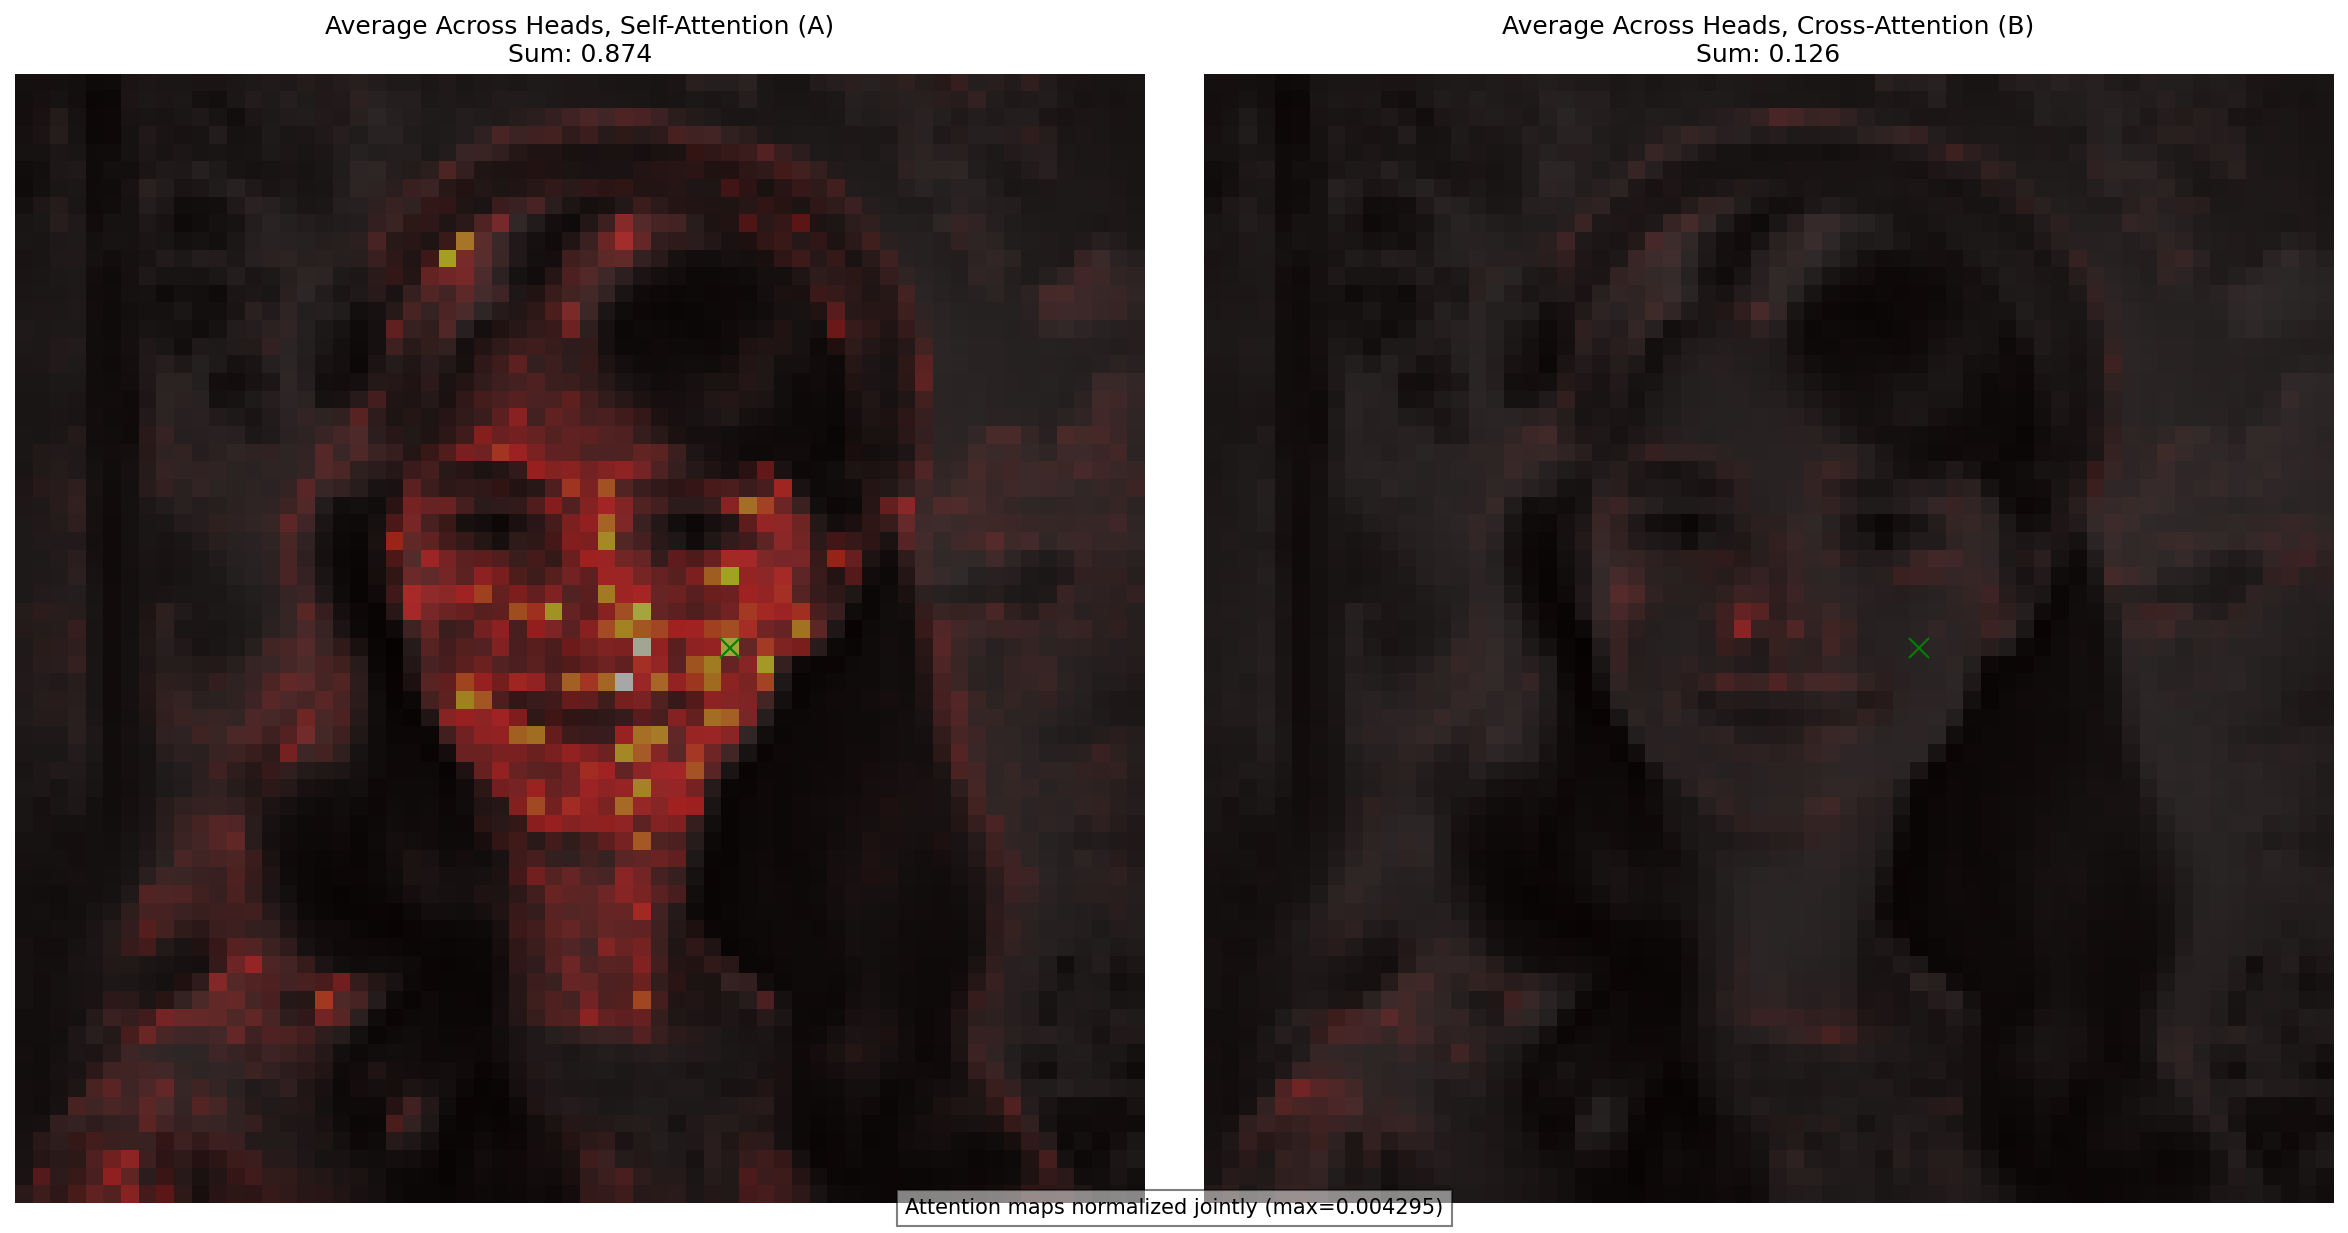 Average Across Heads, Self-Attention (A)
Sum: 0.874
Average Across Heads, Cross-Attention (B)
Sum: 0.126
Attention maps normalized jointly (max=0.004295)